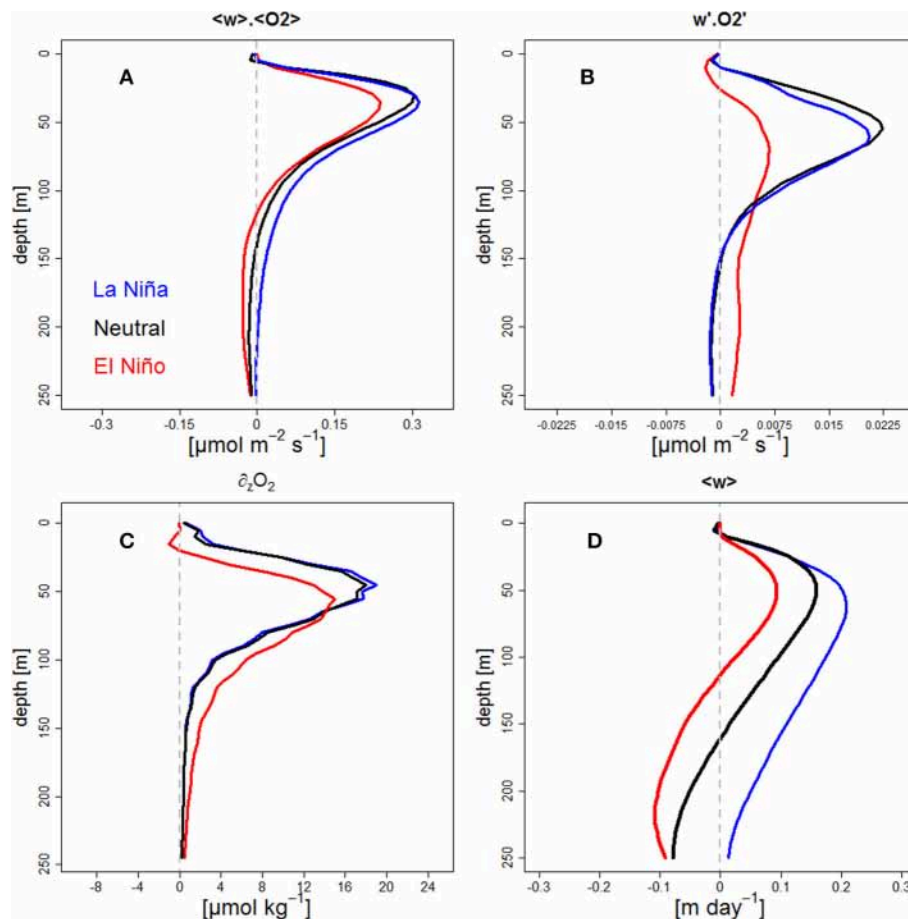 <w>.<O2>
A
depth [m]
0
50
100
150
200
250
La Niña
Neutral
El Niño
-0.3
-0.15
0
0.15
0.3
[µmol m⁻² s⁻¹]
w'.O2'
B
depth [m]
0
50
100
150
200
250
-0.0225
-0.0075
0
0.0075
0.015
0.0225
[µmol m⁻² s⁻¹]
∂zO₂
C
depth [m]
0
50
100
150
200
250
-8
-4
0
4
8
12
16
20
24
[µmol kg⁻¹]
<w>
D
depth [m]
0
50
100
150
200
250
-0.3
-0.2
-0.1
0
0.1
0.2
0.3
[m day⁻¹]